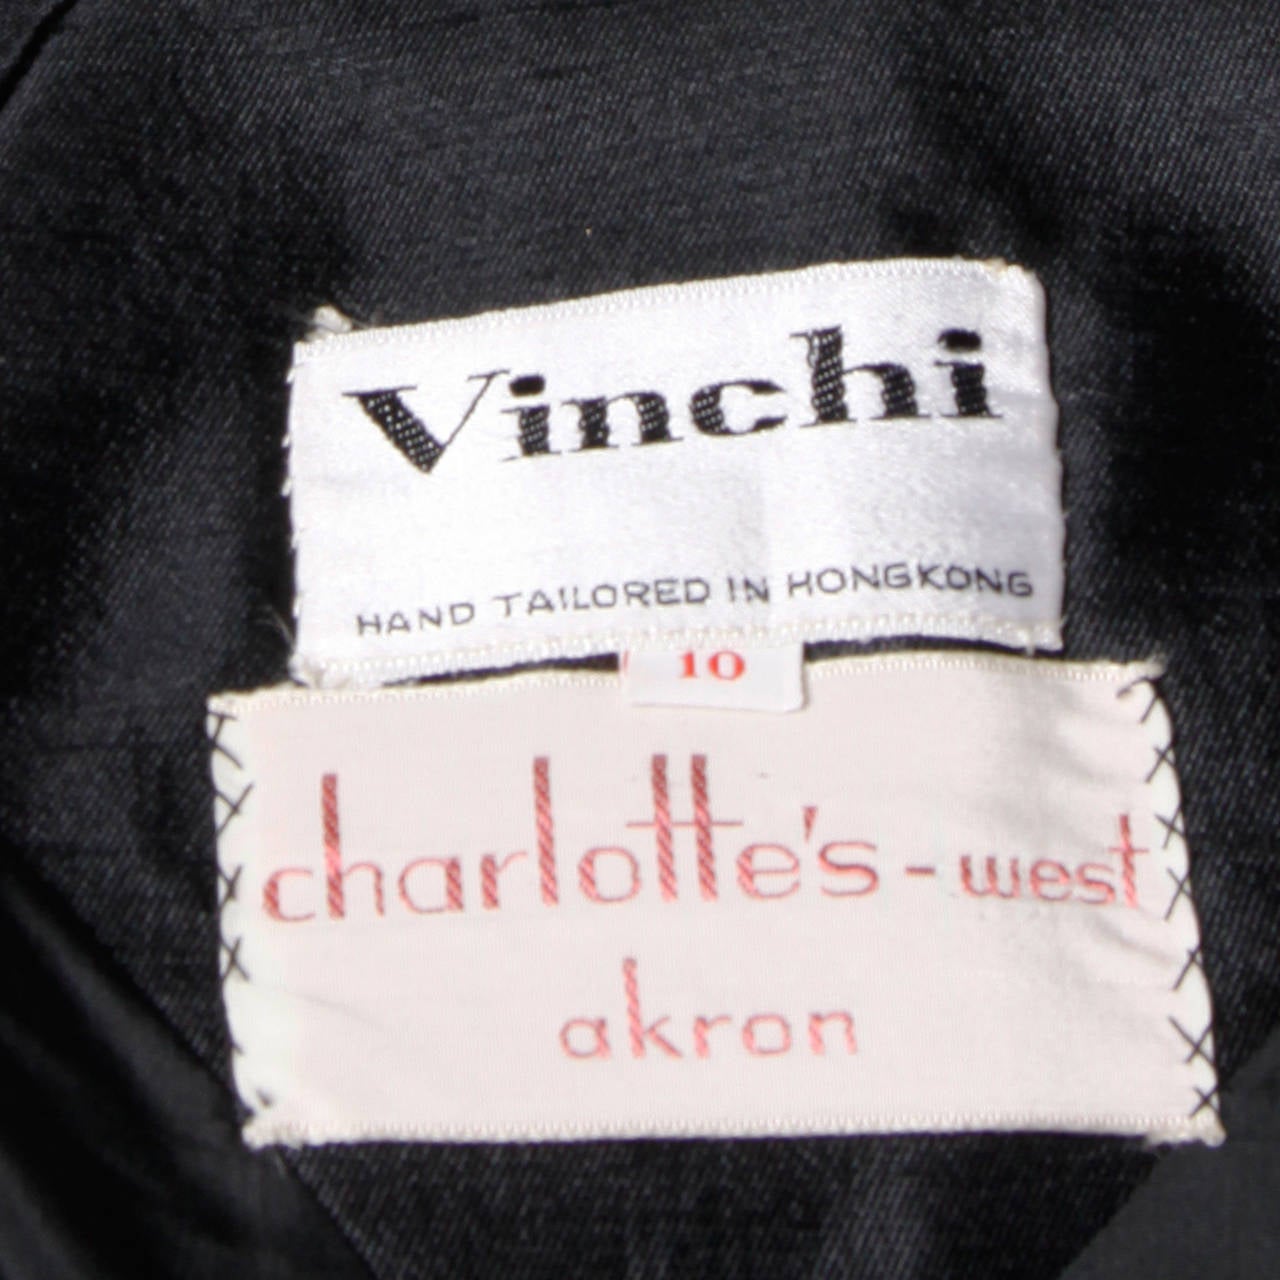 Vinchi
HAND TAILORED IN HONGKONG
10
charlotte's - west
akron